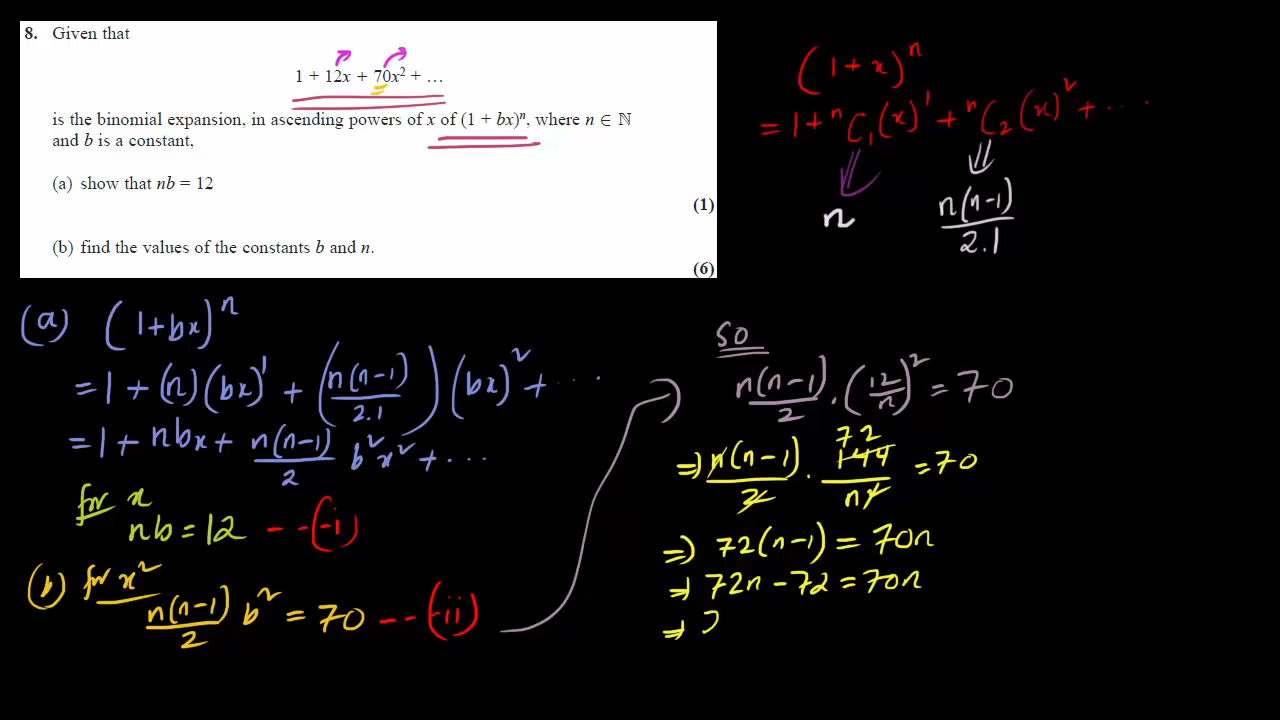 8. Given that
1 + 12x + 70x² + …
is the binomial expansion, in ascending powers of x of (1 + bx)ⁿ, where n ∈ ℕ
and b is a constant,
(a) show that nb = 12
(1)
(b) find the values of the constants b and n.
(6)
(1+x)ⁿ
= 1 + ⁿC₁(x)¹ + ⁿC₂(x)² + ....
n
n(n-1)/2.1
(a) (1+bx)ⁿ
= 1 + (n)(bx)¹ + (n(n-1)/2.1)(bx)² + ....
= 1 + nbx + n(n-1)/2 b²x² + ...
for x
nb = 12 ---(i)
(b) for x²
n(n-1)/2 b² = 70 ---(ii)
so
n(n-1)/2 . (12/n)² = 70
⇒ n(n-1)/2 . 72 144/n² = 70
⇒ 72(n-1) = 70n
⇒ 72n - 72 = 70n
⇒